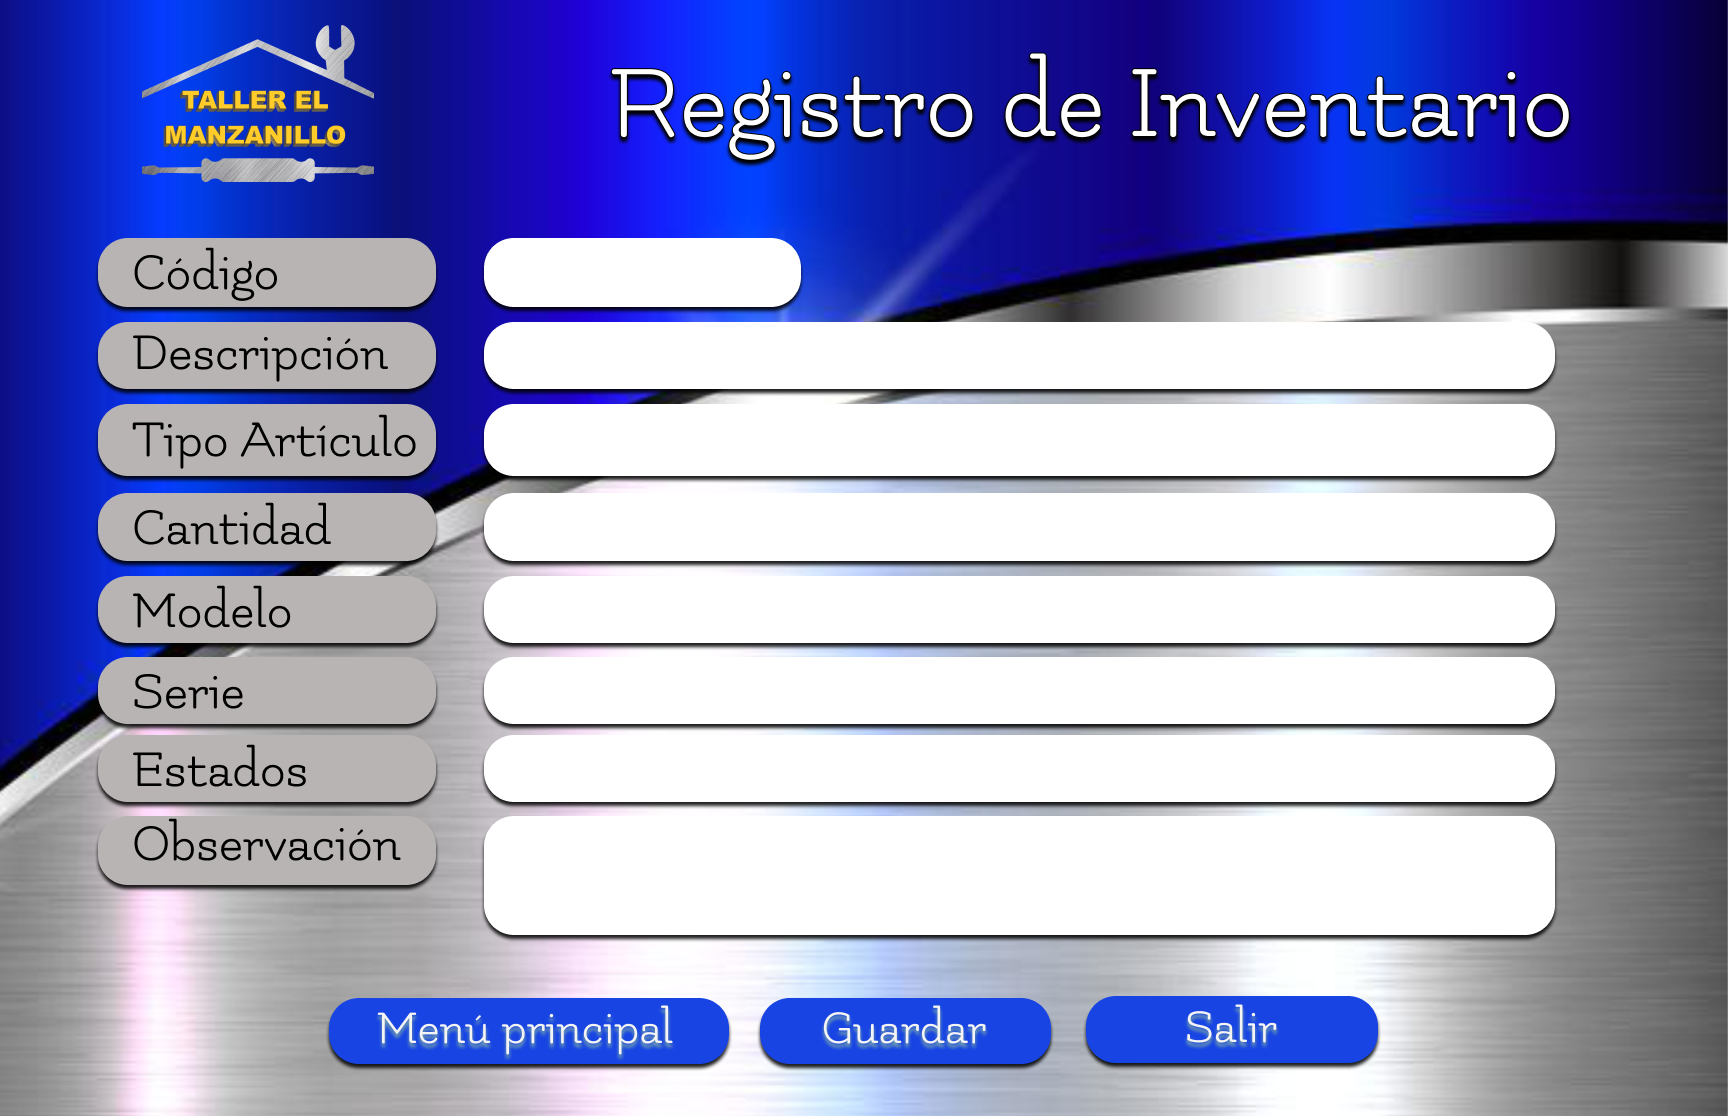 TALLER EL
MANZANILLO
Registro de Inventario
Código
Descripción
Tipo Artículo
Cantidad
Modelo
Serie
Estados
Observación
Menú principal
Guardar
Salir